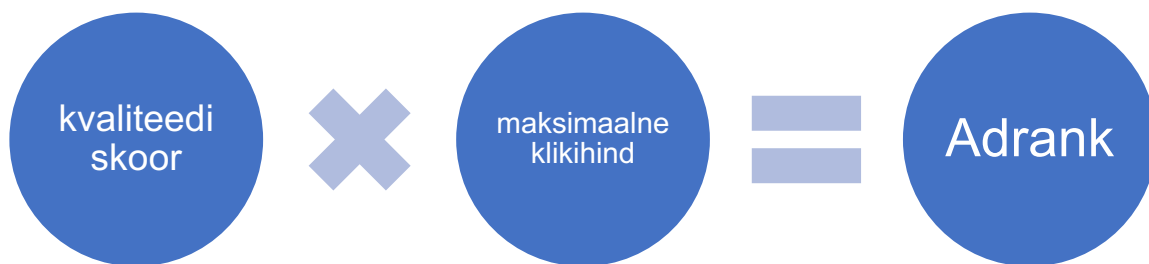 kvaliteedi
skoor
maksimaalne
klikihind
Adrank